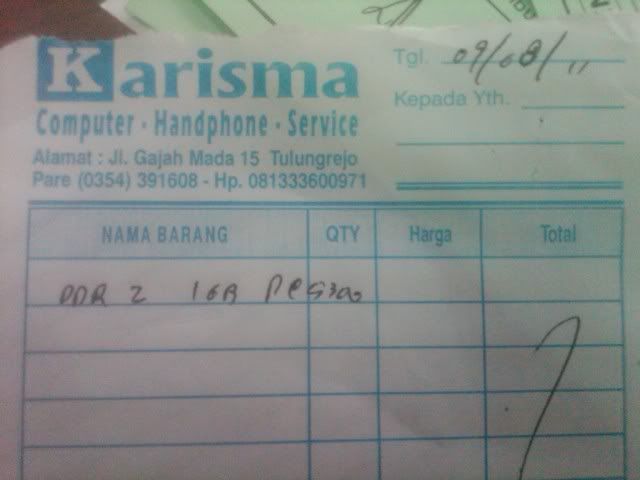 Karisma
Computer - Handphone - Service
Alamat : Jl. Gajah Mada 15 Tulungrejo
Pare (0354) 391608 - Hp. 081333600971
Tgl. 09/08/11
Kepada Yth.
NAMA BARANG QTY Harga Total
DDR 2 1GB PC5300